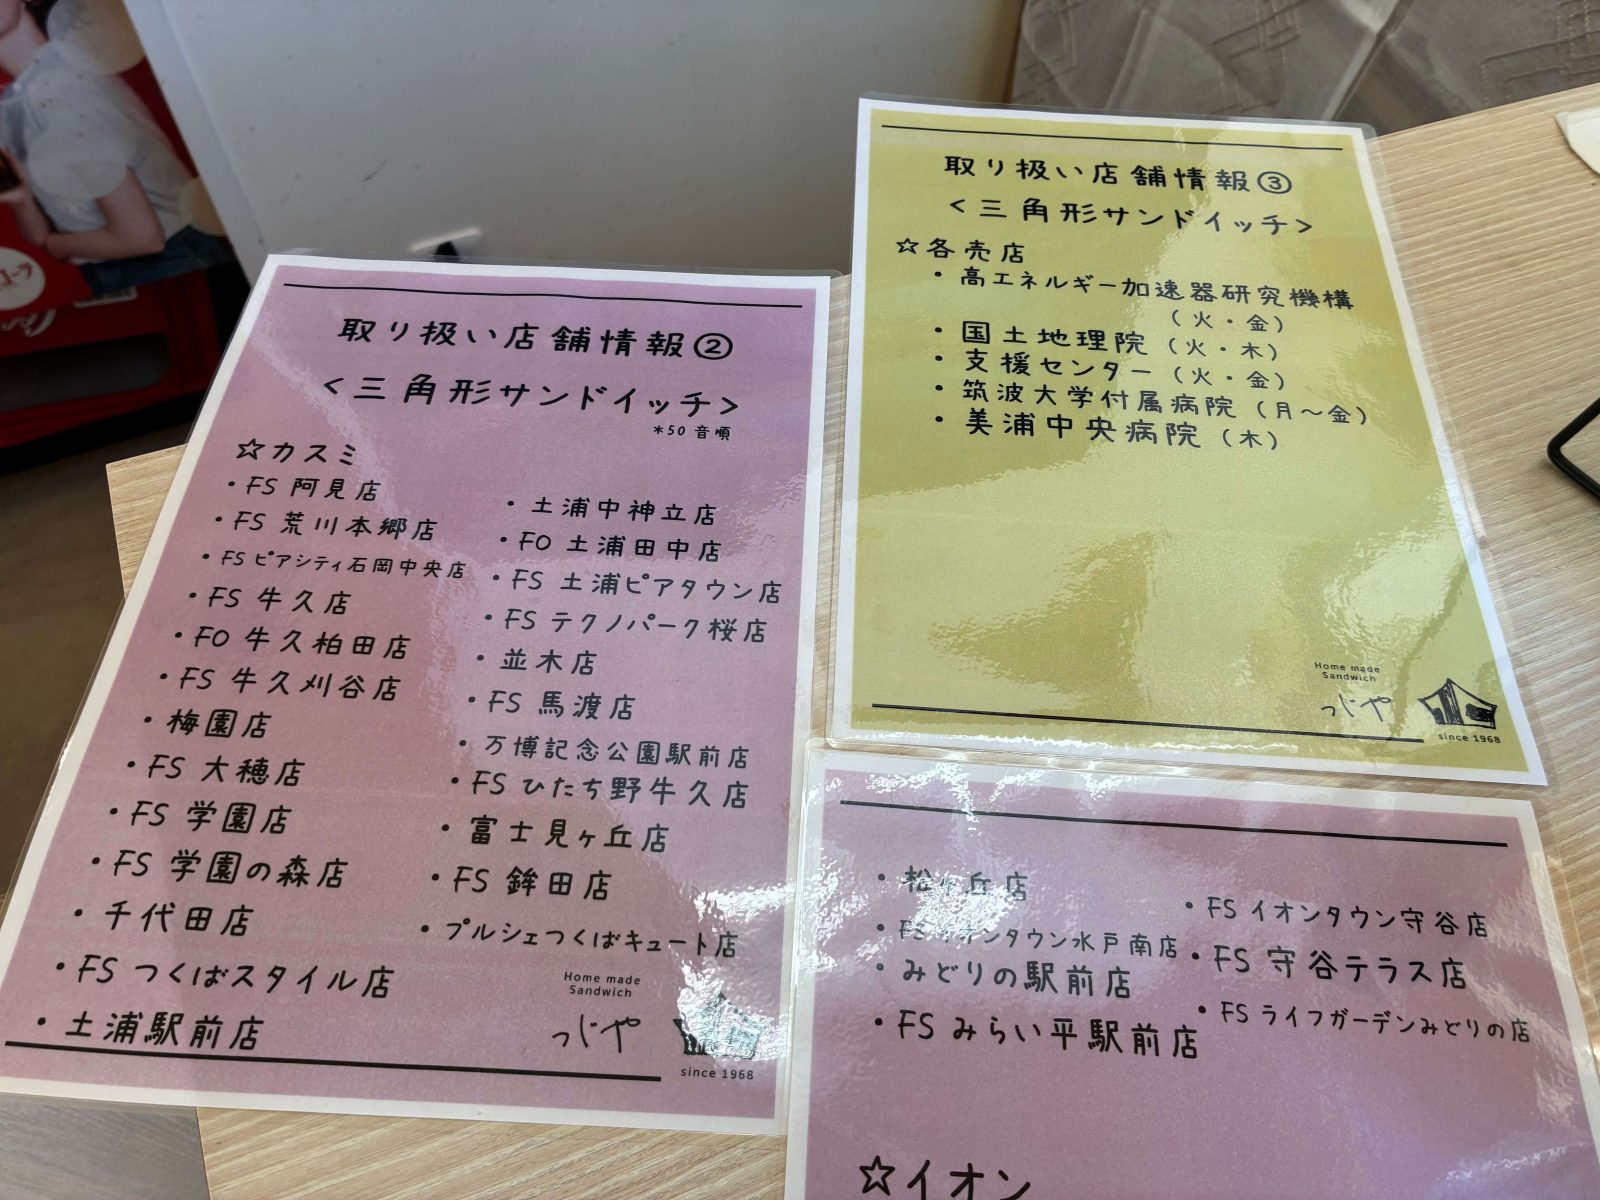 取り扱い店舗情報②
<三角形サンドイッチ>
*50音順
☆カスミ
・FS 阿見店
・FS 荒川本郷店
・FS ピアシティ石岡中央店
・FS 牛久店
・FO 牛久柏田店
・FS 牛久刈谷店
・梅園店
・FS 大穂店
・FS 学園店
・FS 学園の森店
・千代田店
・FS つくばスタイル店
・土浦駅前店
・土浦中神立店
・FO 土浦田中店
・FS 土浦ピアタウン店
・FS テクノパーク桜店
・並木店
・FS 馬渡店
・万博記念公園駅前店
・FS ひたち野牛久店
・富士見ヶ丘店
・FS 鉾田店
・プルシェつくばキュート店
Home made
Sandwich
つじや
since 1968
取り扱い店舗情報③
<三角形サンドイッチ>
☆各売店
・高エネルギー加速器研究機構
(火・金)
・国土地理院(火・木)
・支援センター(火・金)
・筑波大学付属病院(月〜金)
・美浦中央病院(木)
Home made
Sandwich
つじや
since 1968
・松ヶ丘店
・FS イオンタウン水戸南店
・みどりの駅前店
・FS みらい平駅前店
・FS イオンタウン守谷店
・FS 守谷テラス店
・FS ライフガーデンみどりの店
☆イオン